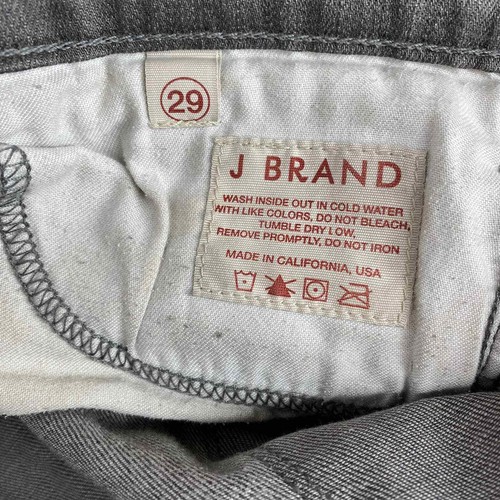 29
J BRAND
WASH INSIDE OUT IN COLD WATER
WITH LIKE COLORS, DO NOT BLEACH,
TUMBLE DRY LOW,
REMOVE PROMPTLY, DO NOT IRON
MADE IN CALIFORNIA, USA